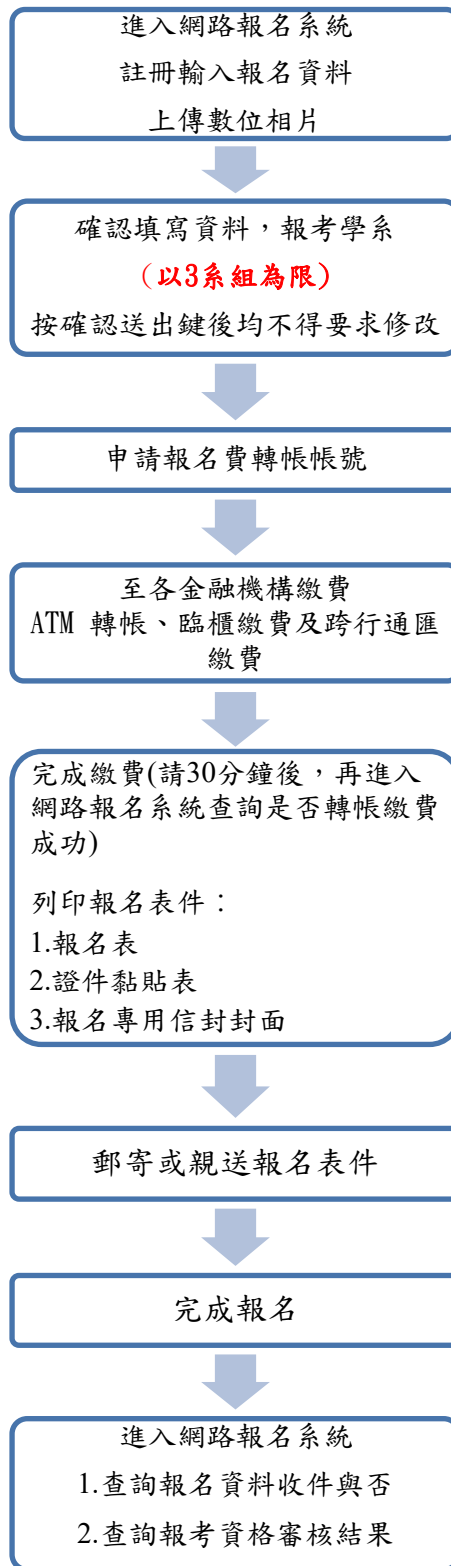 進入網路報名系統
註冊輸入報名資料
上傳數位相片
確認填寫資料，報考學系
(以3系組為限)
按確認送出鍵後均不得要求修改
申請報名費轉帳帳號
至各金融機構繳費
ATM 轉帳、臨櫃繳費及跨行通匯
繳費
完成繳費(請30分鐘後，再進入
網路報名系統查詢是否轉帳繳費
成功)
列印報名表件：
1.報名表
2.證件黏貼表
3.報名專用信封封面
郵寄或親送報名表件
完成報名
進入網路報名系統
1.查詢報名資料收件與否
2.查詢報考資格審核結果